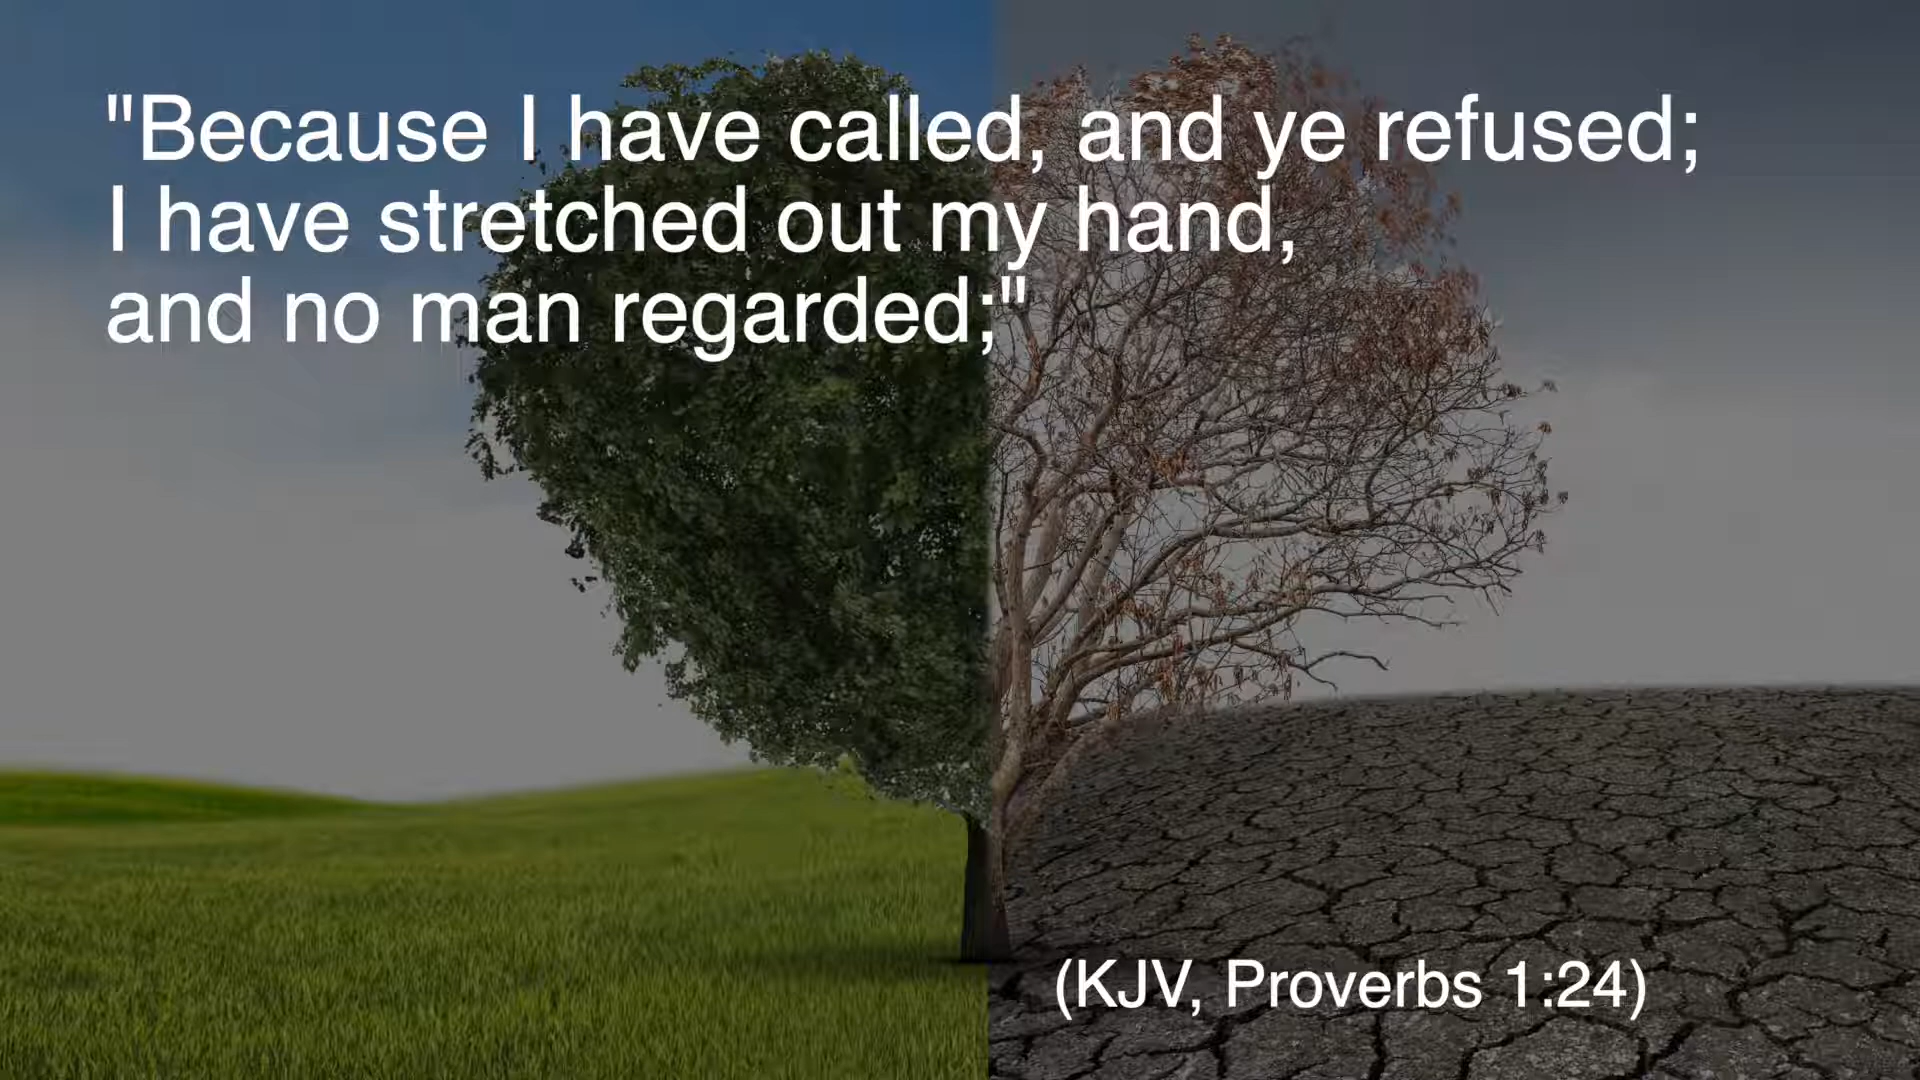 "Because I have called, and ye refused;
I have stretched out my hand,
and no man regarded;"
(KJV, Proverbs 1:24)